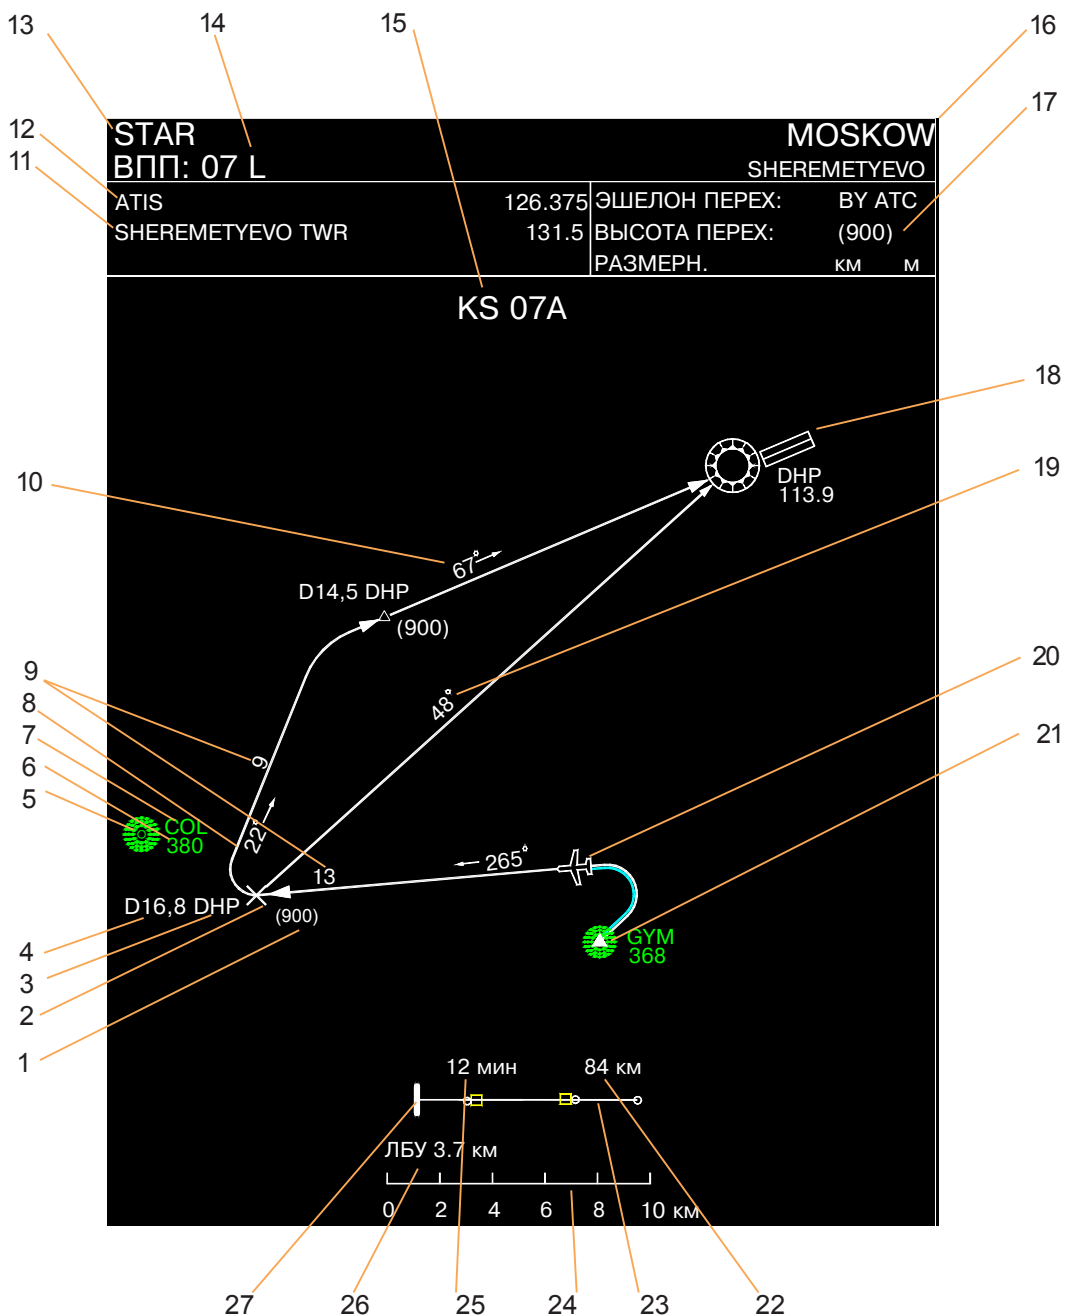 13
14
15
16
17
12
11
STAR
MOSKOW
ВПП: 07 L
SHEREMETYEVO
ATIS 126.375
ЭШЕЛОН ПЕРЕХ: BY ATC
SHEREMETYEVO TWR 131.5
ВЫСОТА ПЕРЕХ: (900)
РАЗМЕРН. км м
KS 07A
18
19
10
DHP
113.9
67°
D14,5 DHP
(900)
20
9
8
7
6
5
48°
21
9
COL
380
22°
265°
13
D16,8 DHP
(900)
GYM
368
4
3
2
1
12 мин
84 км
ЛБУ 3.7 км
0 2 4 6 8 10 км
27 26 25 24 23 22